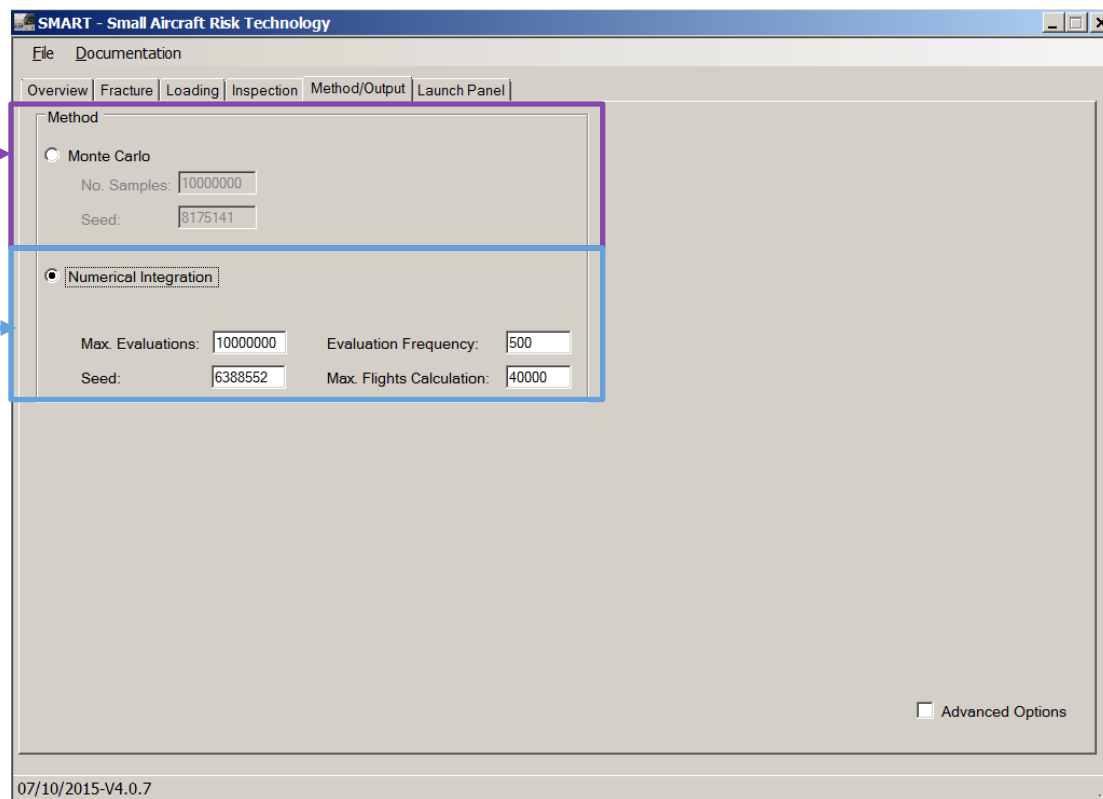 SMART - Small Aircraft Risk Technology
File Documentation
Overview Fracture Loading Inspection Method/Output Launch Panel
Method
Monte Carlo
No. Samples: 10000000
Seed: 8175141
Numerical Integration
Max. Evaluations: 10000000 Evaluation Frequency: 500
Seed: 6388552 Max. Flights Calculation: 40000
Advanced Options
07/10/2015-V4.0.7